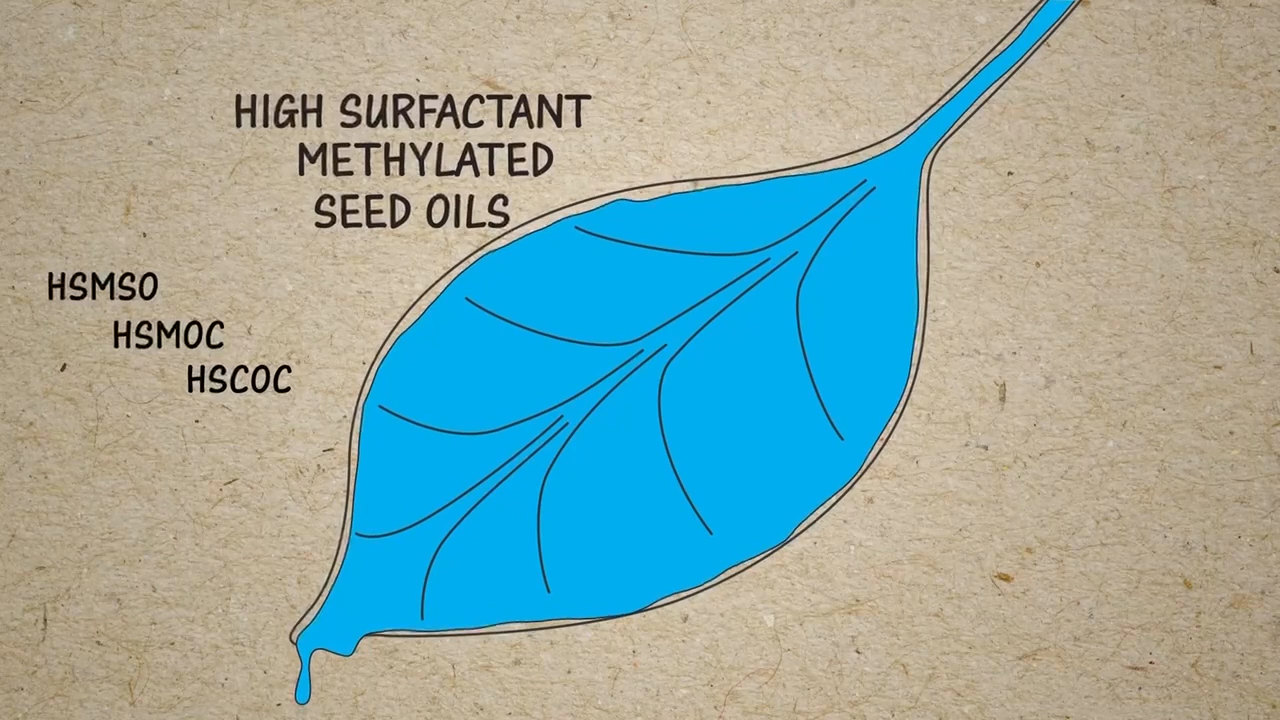 HIGH SURFACTANT
METHYLATED
SEED OILS
HSMSO
HSMOC
HSCOC